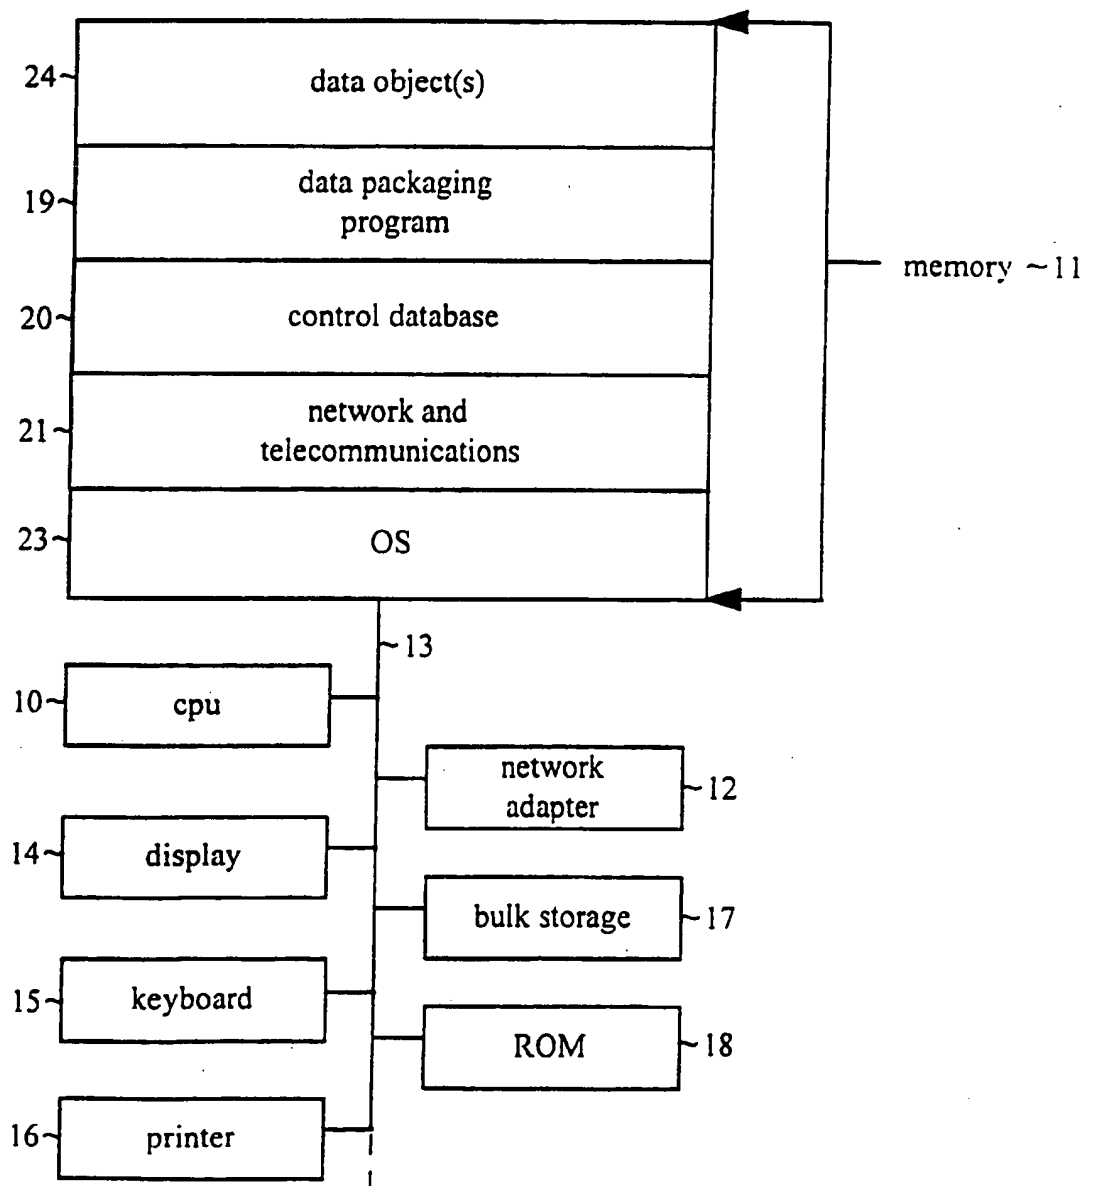 24~ data object(s)
19~ data packaging
program
memory ~11
20~ control database
21~ network and
telecommunications
23~ OS
~13
10~ cpu
network
adapter ~12
14~ display
bulk storage ~17
15~ keyboard
ROM ~18
16~ printer